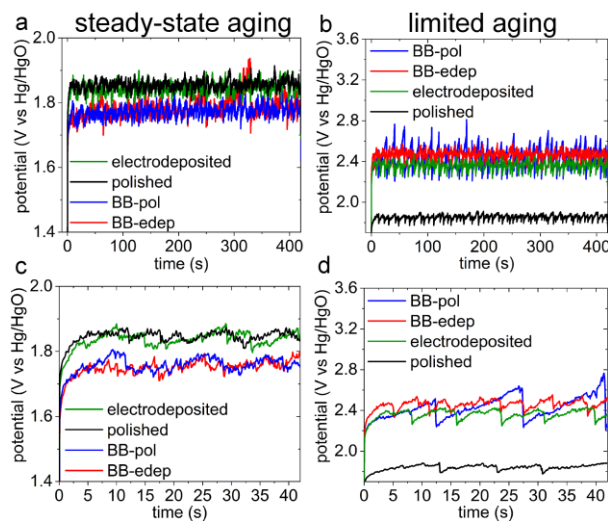 steady-state aging
limited aging
a
2.0
1.8
1.6
1.4
potential (V vs Hg/HgO)
electrodeposited
polished
BB-pol
BB-edep
0
100
200
300
400
time (s)
b
3.6
3.2
2.8
2.4
2.0
potential (V vs Hg/HgO)
BB-pol
BB-edep
electrodeposited
polished
0
100
200
300
400
time (s)
c
2.0
1.8
1.6
1.4
potential (V vs Hg/HgO)
electrodeposited
polished
BB-pol
BB-edep
0
5
10
15
20
25
30
35
40
time (s)
d
3.6
3.2
2.8
2.4
2.0
potential (V vs Hg/HgO)
BB-pol
BB-edep
electrodeposited
polished
0
5
10
15
20
25
30
35
40
time (s)